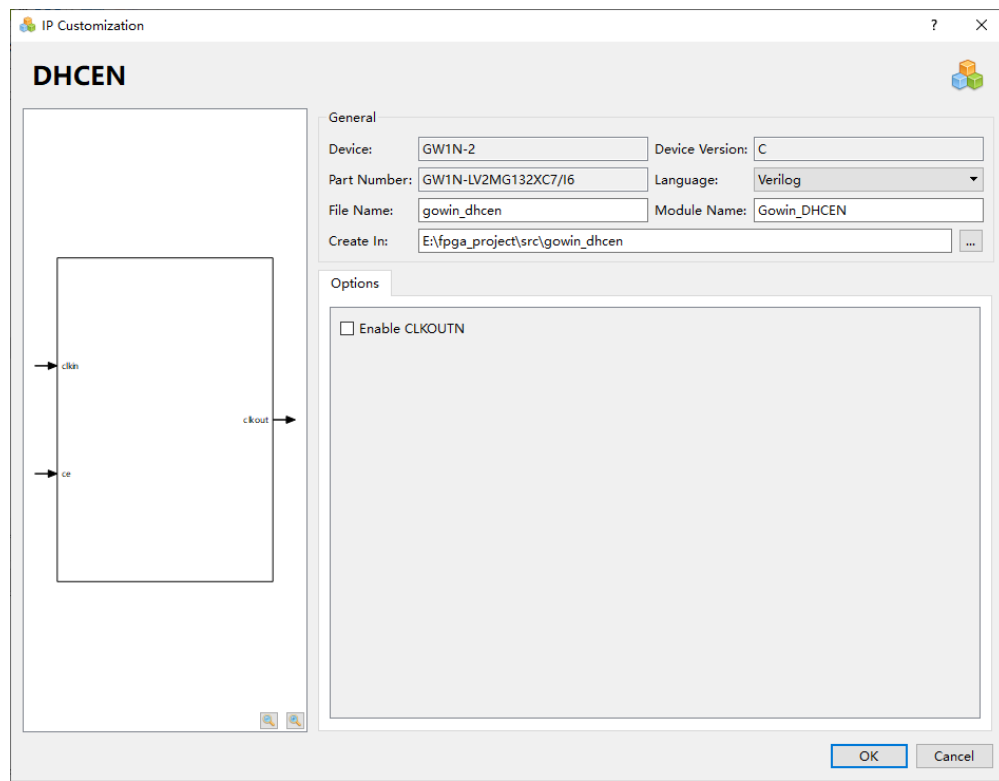 IP Customization
DHCEN
General
Device: GW1N-2 Device Version: C
Part Number: GW1N-LV2MG132XC7/I6 Language: Verilog
File Name: gowin_dhcen Module Name: Gowin_DHCEN
Create In: E:\fpga_project\src\gowin_dhcen ...
Options
Enable CLKOUTN
clkin
clkout
ce
OK Cancel